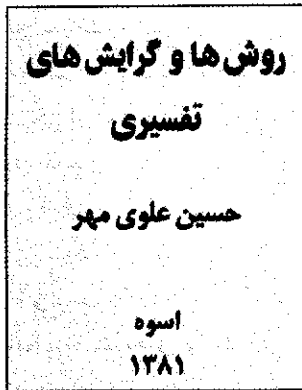 روش ها و گرایش های
تفسیری
حسین علوی مهر
اسوه
۱۳۸۱